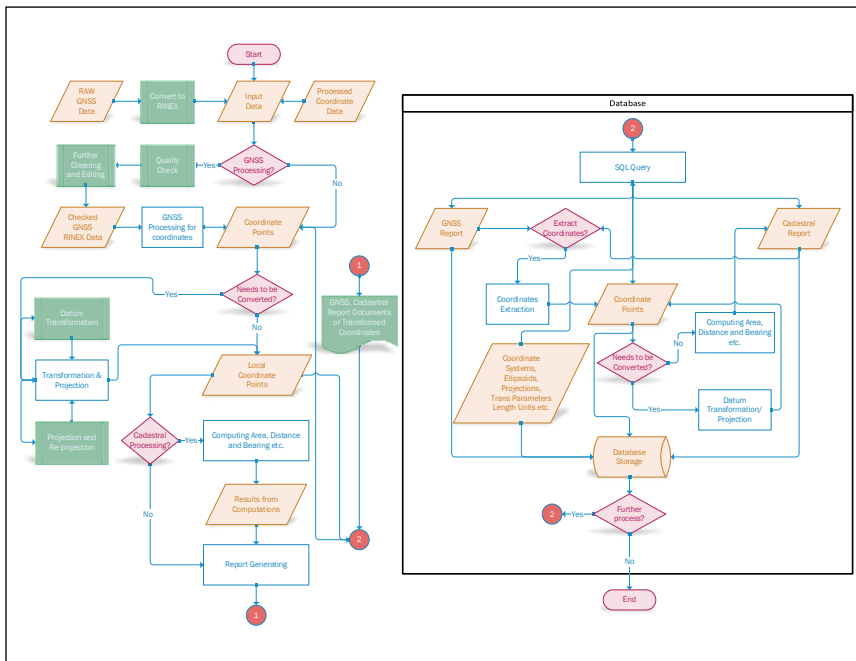 Start
RAW
GNSS
Data
Convert to
RINEX
Input
Data
Processed
Coordinate
Data
Further
Cleaning
and Editing
Quality
Check
Yes
GNSS
Processing?
No
Checked
GNSS
RINEX Data
GNSS
Processing for
coordinates
Coordinate
Points
1
Needs to be
Converted?
Yes
No
GNSS, Cadasrtral
Report Documents
or Transformed
Coordinates
Datum
Transformation
Transformation &
Projection
Local
Coordinate
Points
Projection and
Re-projection
Cadastral
Processing?
Yes
Computing Area, Distance
and Bearing etc.
No
Results from
Computations
2
Report Generating
1
Database
2
SQL Query
GNSS
Report
Extract
Coordinates?
Cadastral
Report
Yes
Coordinates
Extraction
Coordinate
Points
Computing Area,
Distance and Bearing
etc.
No
Needs to be
Converted?
Coordinate
Systems,
Ellipsoids,
Projections,
Trans Parameters
Length Units etc.
Yes
Datum
Transformation/
Projection
Database
Storage
2
Yes
Further
process?
No
End